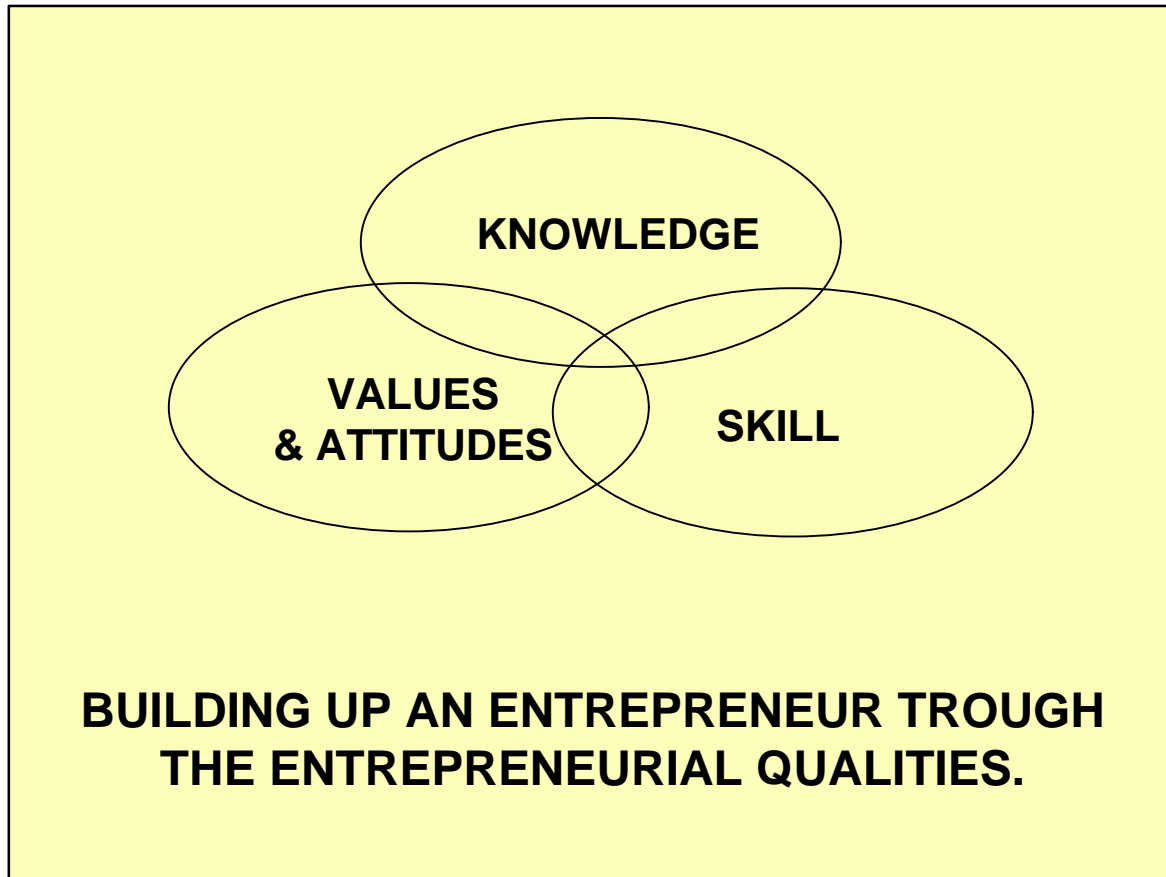 KNOWLEDGE
VALUES
& ATTITUDES
SKILL
BUILDING UP AN ENTREPRENEUR TROUGH
THE ENTREPRENEURIAL QUALITIES.